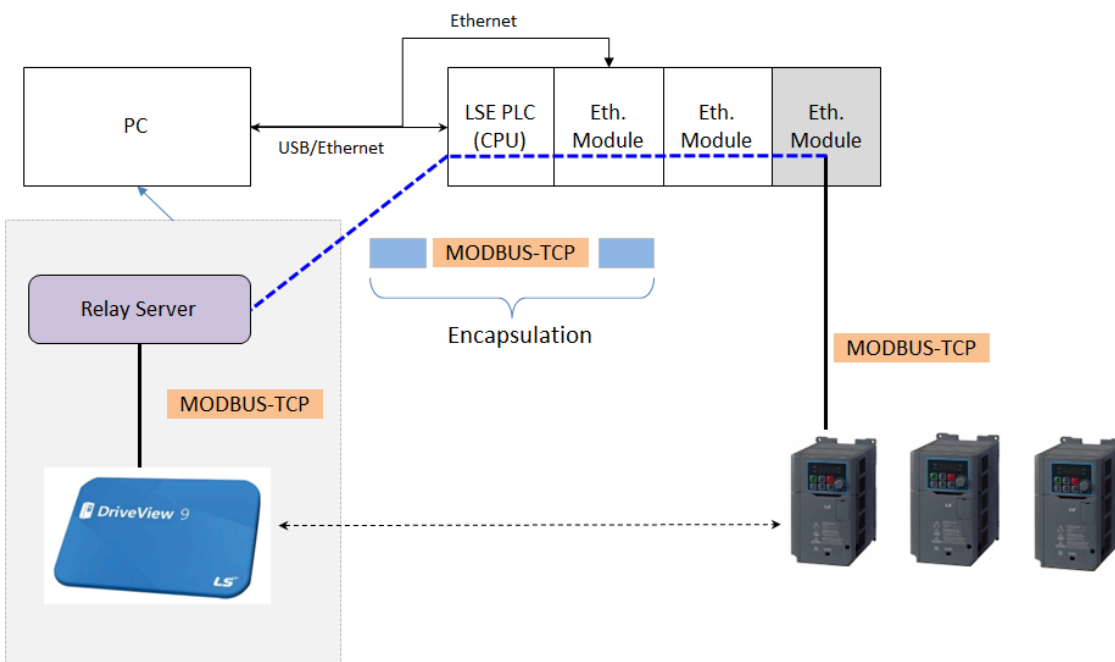 Ethernet
PC
LSE PLC
(CPU)
Eth.
Module
Eth.
Module
Eth.
Module
USB/Ethernet
MODBUS-TCP
Encapsulation
Relay Server
MODBUS-TCP
MODBUS-TCP
DriveView 9
LS